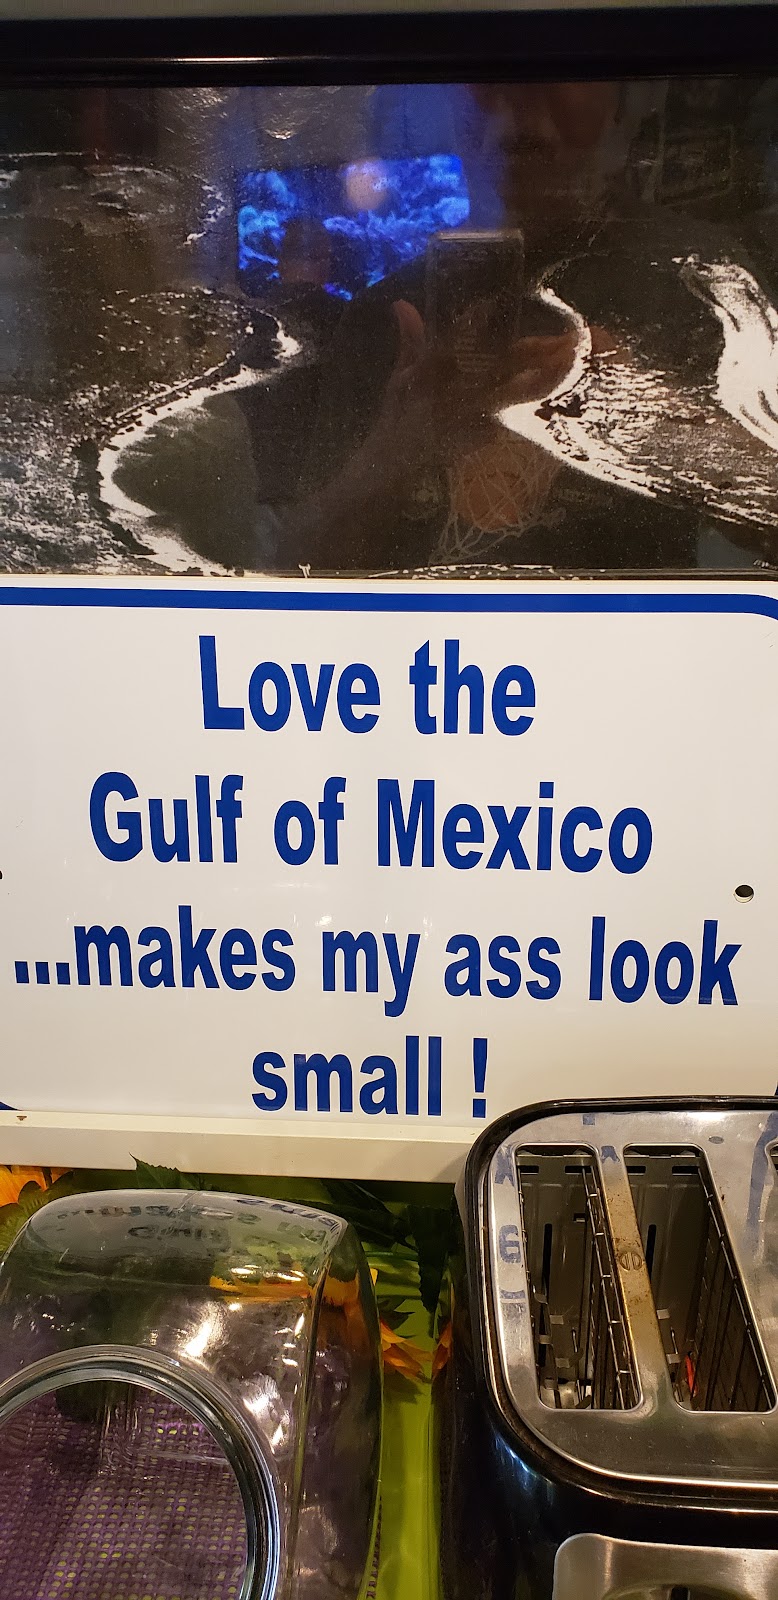 Love the
Gulf of Mexico
...makes my ass look
small !